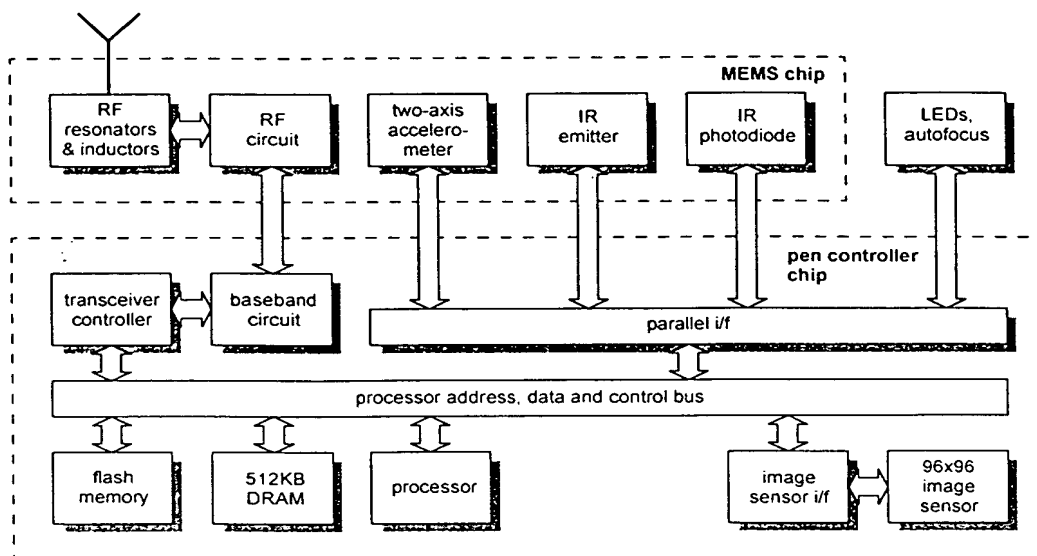 MEMS chip
RF
resonators
& inductors
RF
circuit
two-axis
accelero-
meter
IR
emitter
IR
photodiode
LEDs,
autofocus
pen controller
chip
transceiver
controller
baseband
circuit
parallel i/f
processor address, data and control bus
flash
memory
512KB
DRAM
processor
image
sensor i/f
96x96
image
sensor